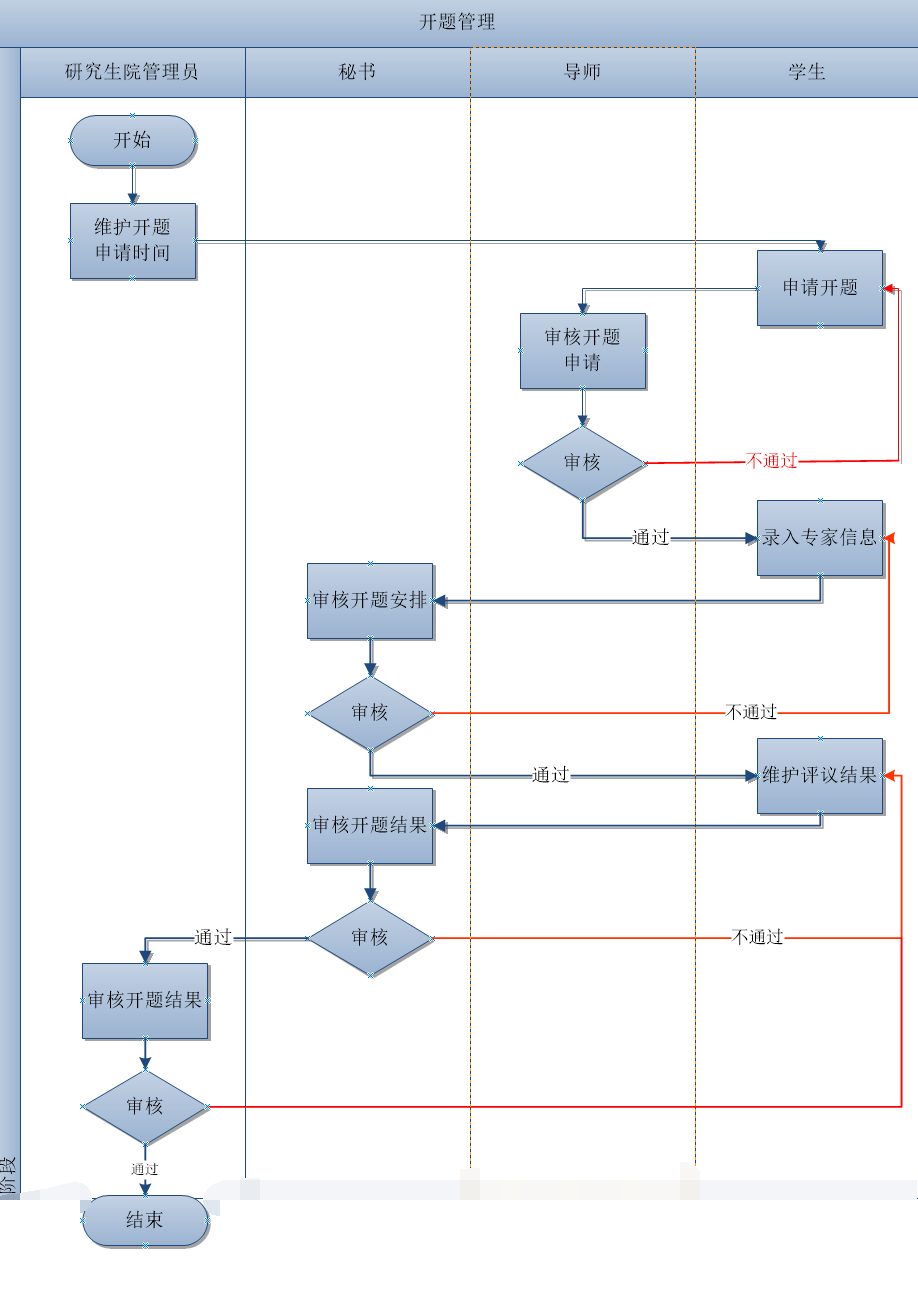 开题管理
研究生院管理员
秘书
导师
学生
开始
维护开题
申请时间
申请开题
审核开题
申请
审核
不通过
通过
录入专家信息
审核开题安排
审核
不通过
通过
维护评议结果
审核开题结果
审核
通过
不通过
审核开题结果
审核
通过
阶段
结束